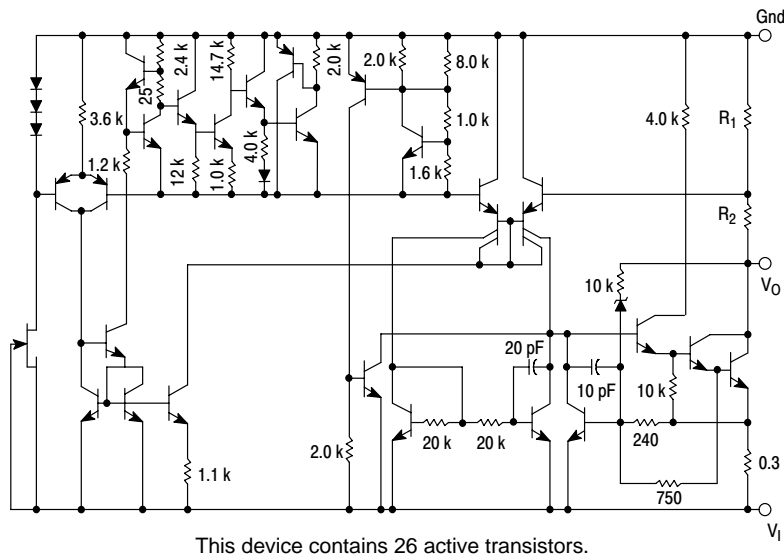 Gnd
2.4 k
14.7 k
2.0 k
2.0 k
8.0 k
25
3.6 k
4.0 k
1.0 k
4.0 k
R1
1.2 k
12 k
1.0 k
1.6 k
R2
10 k
VO
20 pF
10 pF
10 k
20 k
20 k
240
2.0 k
1.1 k
0.3
750
VI
This device contains 26 active transistors.